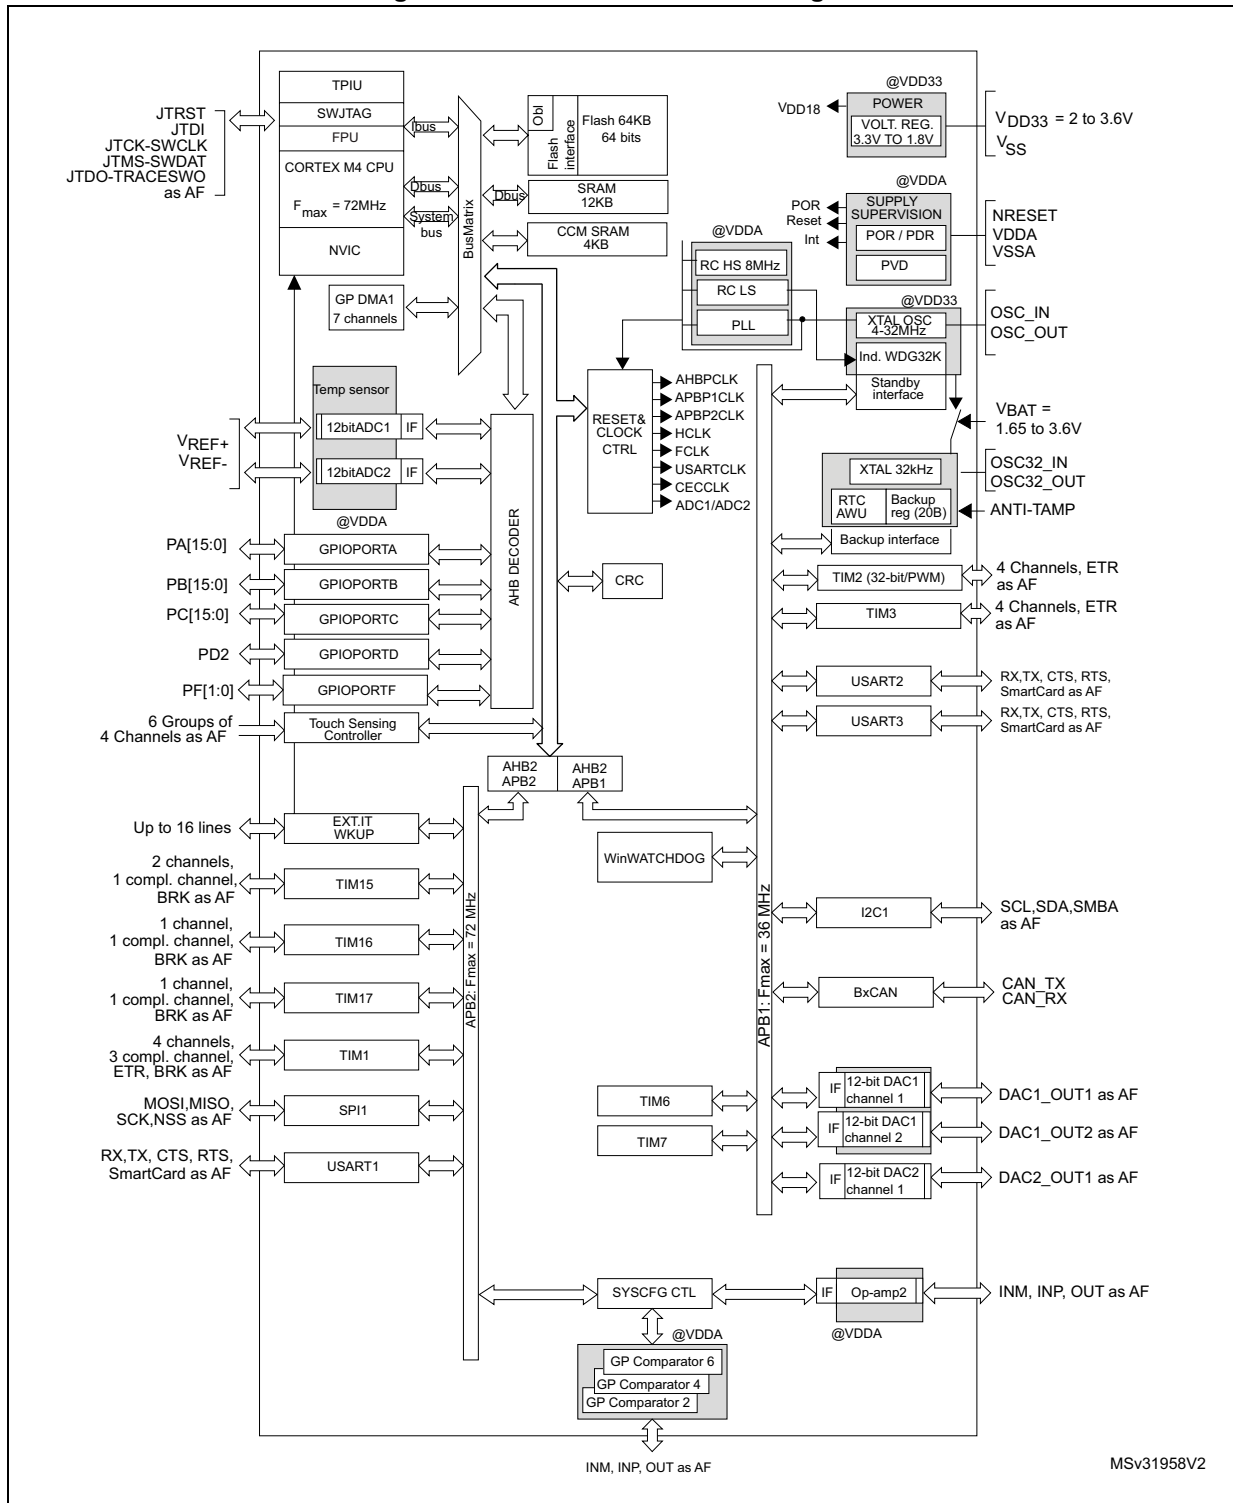 TPIU
SWJTAG
FPU
CORTEX M4 CPU
Fmax = 72MHz
NVIC
JTRST
JTDI
JTCK-SWCLK
JTMS-SWDAT
JTDO-TRACESWO
as AF
Ibus
Dbus
System
bus
BusMatrix
Obl
Flash
interface
Flash 64KB
64 bits
Dbus
SRAM
12KB
CCM SRAM
4KB
GP DMA1
7 channels
@VDD33
POWER
VOLT. REG.
3.3V TO 1.8V
VDD18
VDD33 = 2 to 3.6V
VSS
@VDDA
SUPPLY
SUPERVISION
POR / PDR
PVD
POR
Reset
Int
NRESET
VDDA
VSSA
@VDDA
RC HS 8MHz
RC LS
PLL
@VDD33
XTAL OSC
4-32MHz
Ind. WDG32K
Standby
interface
OSC_IN
OSC_OUT
VBAT =
1.65 to 3.6V
XTAL 32kHz
RTC
AWU
Backup
reg (20B)
Backup interface
OSC32_IN
OSC32_OUT
ANTI-TAMP
RESET&
CLOCK
CTRL
AHBPCLK
APBP1CLK
APBP2CLK
HCLK
FCLK
USARTCLK
CECCLK
ADC1/ADC2
Temp sensor
12bitADC1
IF
12bitADC2
IF
@VDDA
VREF+
VREF-
AHB DECODER
PA[15:0]
GPIOPORTA
PB[15:0]
GPIOPORTB
PC[15:0]
GPIOPORTC
PD2
GPIOPORTD
PF[1:0]
GPIOPORTF
6 Groups of
4 Channels as AF
Touch Sensing
Controller
CRC
AHB2
APB2
AHB2
APB1
TIM2 (32-bit/PWM)
4 Channels, ETR
as AF
TIM3
4 Channels, ETR
as AF
USART2
RX,TX, CTS, RTS,
SmartCard as AF
USART3
RX,TX, CTS, RTS,
SmartCard as AF
Up to 16 lines
EXT.IT
WKUP
2 channels,
1 compl. channel,
BRK as AF
TIM15
1 channel,
1 compl. channel,
BRK as AF
TIM16
1 channel,
1 compl. channel,
BRK as AF
TIM17
4 channels,
3 compl. channel,
ETR, BRK as AF
TIM1
MOSI,MISO,
SCK,NSS as AF
SPI1
RX,TX, CTS, RTS,
SmartCard as AF
USART1
APB2: Fmax = 72 MHz
WinWATCHDOG
APB1: Fmax = 36 MHz
I2C1
SCL,SDA,SMBA
as AF
BxCAN
CAN_TX
CAN_RX
TIM6
TIM7
IF
12-bit DAC1
channel 1
DAC1_OUT1 as AF
IF
12-bit DAC1
channel 2
DAC1_OUT2 as AF
IF
12-bit DAC2
channel 1
DAC2_OUT1 as AF
SYSCFG CTL
IF
Op-amp2
INM, INP, OUT as AF
@VDDA
@VDDA
GP Comparator 6
GP Comparator 4
GP Comparator 2
INM, INP, OUT as AF
MSv31958V2